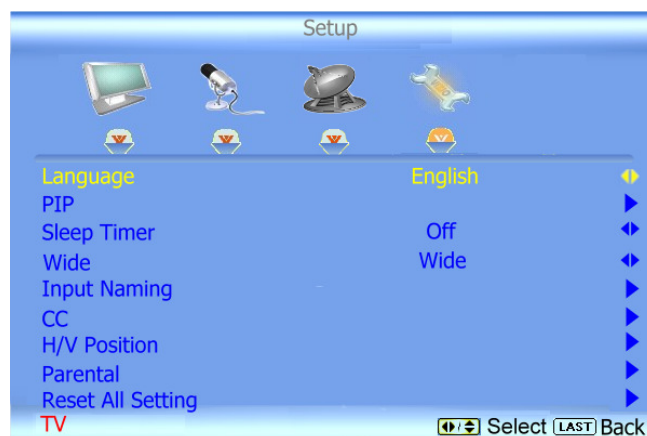 Setup
Language English
PIP
Sleep Timer Off
Wide Wide
Input Naming
CC
H/V Position
Parental
Reset All Setting
TV Select LAST Back